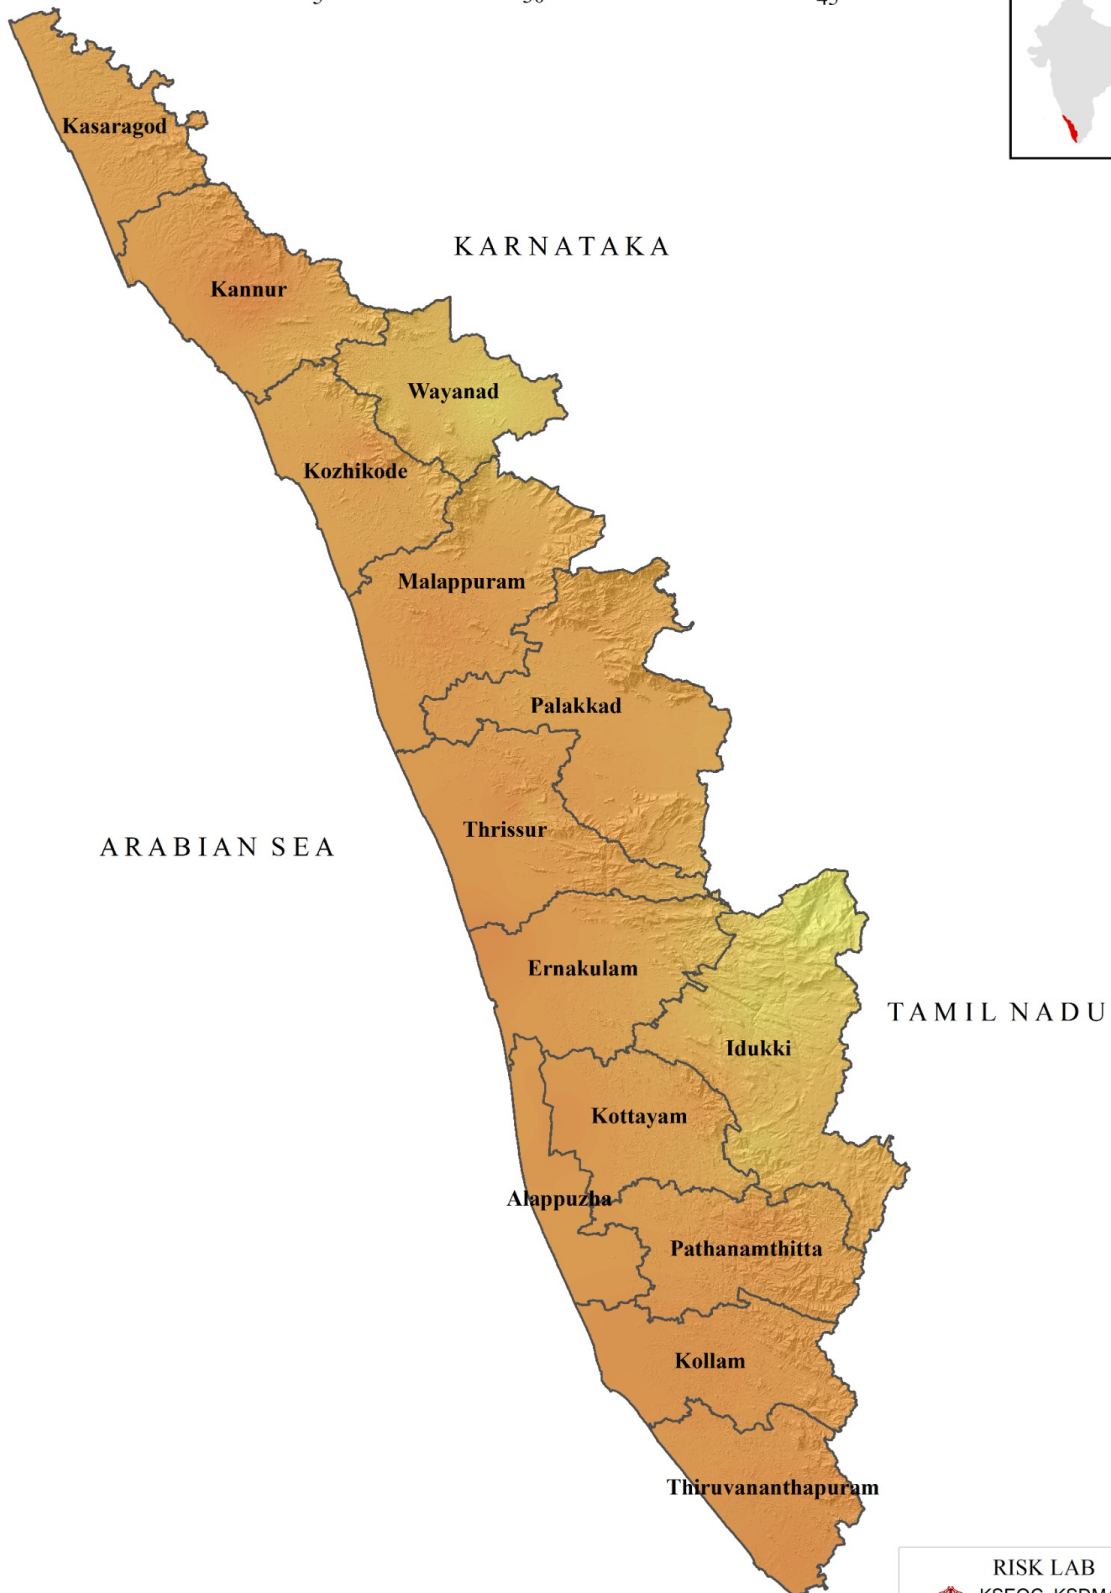 Kasaragod
KARNATAKA
Kannur
Wayanad
Kozhikode
Malappuram
Palakkad
Thrissur
ARABIAN SEA
Ernakulam
TAMIL NADU
Idukki
Kottayam
Alappuzha
Pathanamthitta
Kollam
Thiruvananthapuram
RISK LAB